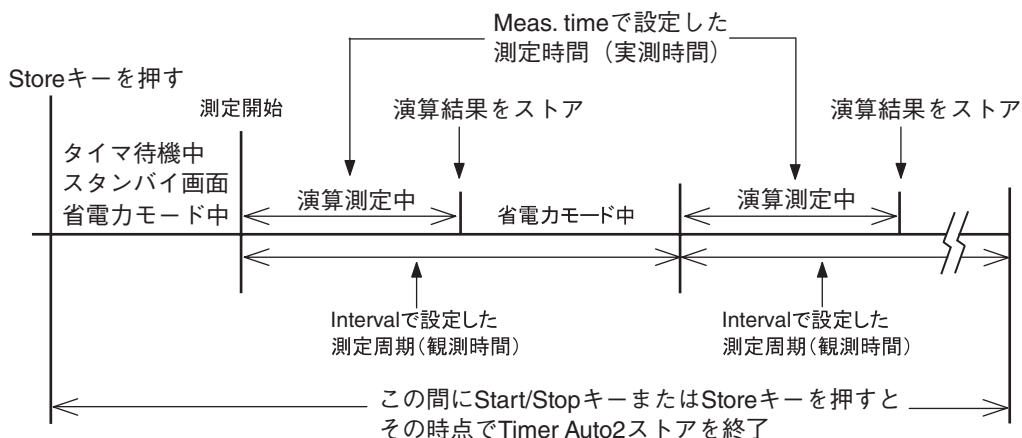 Meas. timeで設定した
測定時間（実測時間）
Storeキーを押す
測定開始
演算結果をストア
演算結果をストア
タイマ待機中
スタンバイ画面
省電力モード中
演算測定中
省電力モード中
演算測定中
Intervalで設定した
測定周期(観測時間)
Intervalで設定した
測定周期(観測時間)
この間にStart/StopキーまたはStoreキーを押すと
その時点でTimer Auto2ストアを終了